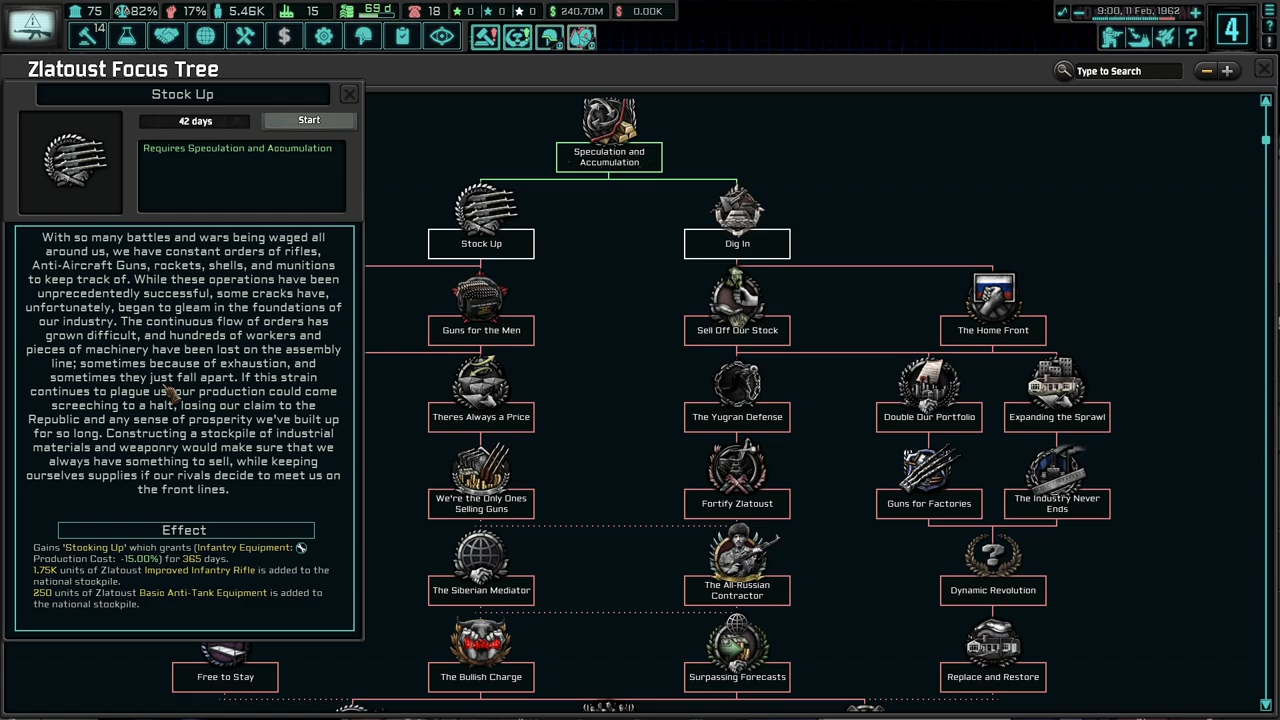 75
82%
17%
5.46K
15
69 d
18
0
0
0
240.70M
0.00K
9:00, 11 Feb, 1962
4
14
$
?
?
Zlatoust Focus Tree
Type to Search
Stock Up
42 days
Start
Requires Speculation and Accumulation
With so many battles and wars being waged all
around us, we have constant orders of rifles,
Anti-Aircraft Guns, rockets, shells, and munitions
to keep track of. While these operations have been
unprecedentedly successful, some cracks have,
unfortunately, began to gleam in the foundations of
our industry. The continuous flow of orders has
grown difficult, and hundreds of workers and
pieces of machinery have been lost on the assembly
line; sometimes because of exhaustion, and
sometimes they just fall apart. If this strain
continues to plague us, our production could come
screeching to a halt, losing our claim to the
Republic and any sense of prosperity we've built up
for so long. Constructing a stockpile of industrial
materials and weaponry would make sure that we
always have something to sell, while keeping
ourselves supplies if our rivals decide to meet us on
the front lines.
Effect
Gains 'Stocking Up' which grants (Infantry Equipment:
Production Cost: -15.00%) for 365 days.
1.75K units of Zlatoust Improved Infantry Rifle is added to the
national stockpile.
250 units of Zlatoust Basic Anti-Tank Equipment is added to
the national stockpile.
Speculation and
Accumulation
Stock Up
Dig In
Guns for the Men
Sell Off Our Stock
The Home Front
Theres Always a Price
The Yugran Defense
Double Our Portfolio
Expanding the Sprawl
We're the Only Ones
Selling Guns
Fortify Zlatoust
Guns for Factories
The Industry Never
Ends
The Siberian Mediator
The All-Russian
Contractor
?
Dynamic Revolution
Free to Stay
The Bullish Charge
Surpassing Forecasts
Replace and Restore